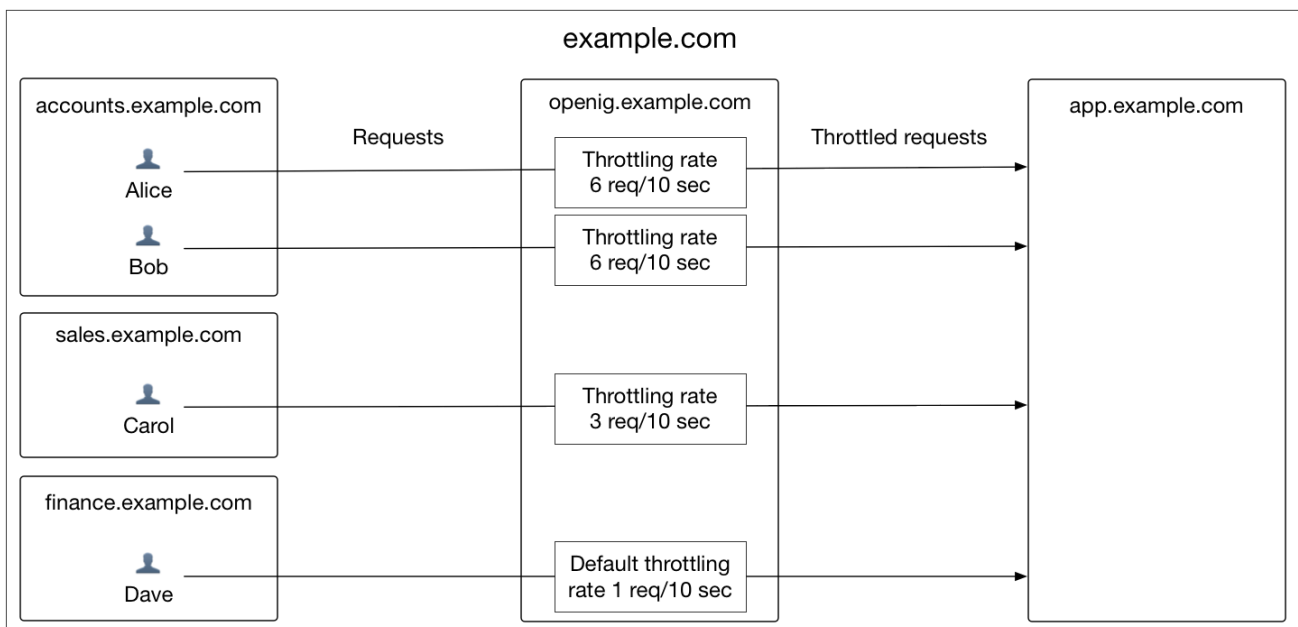 example.com
accounts.example.com
Alice
Bob
sales.example.com
Carol
finance.example.com
Dave
Requests
openig.example.com
Throttling rate
6 req/10 sec
Throttling rate
6 req/10 sec
Throttling rate
3 req/10 sec
Default throttling
rate 1 req/10 sec
Throttled requests
app.example.com